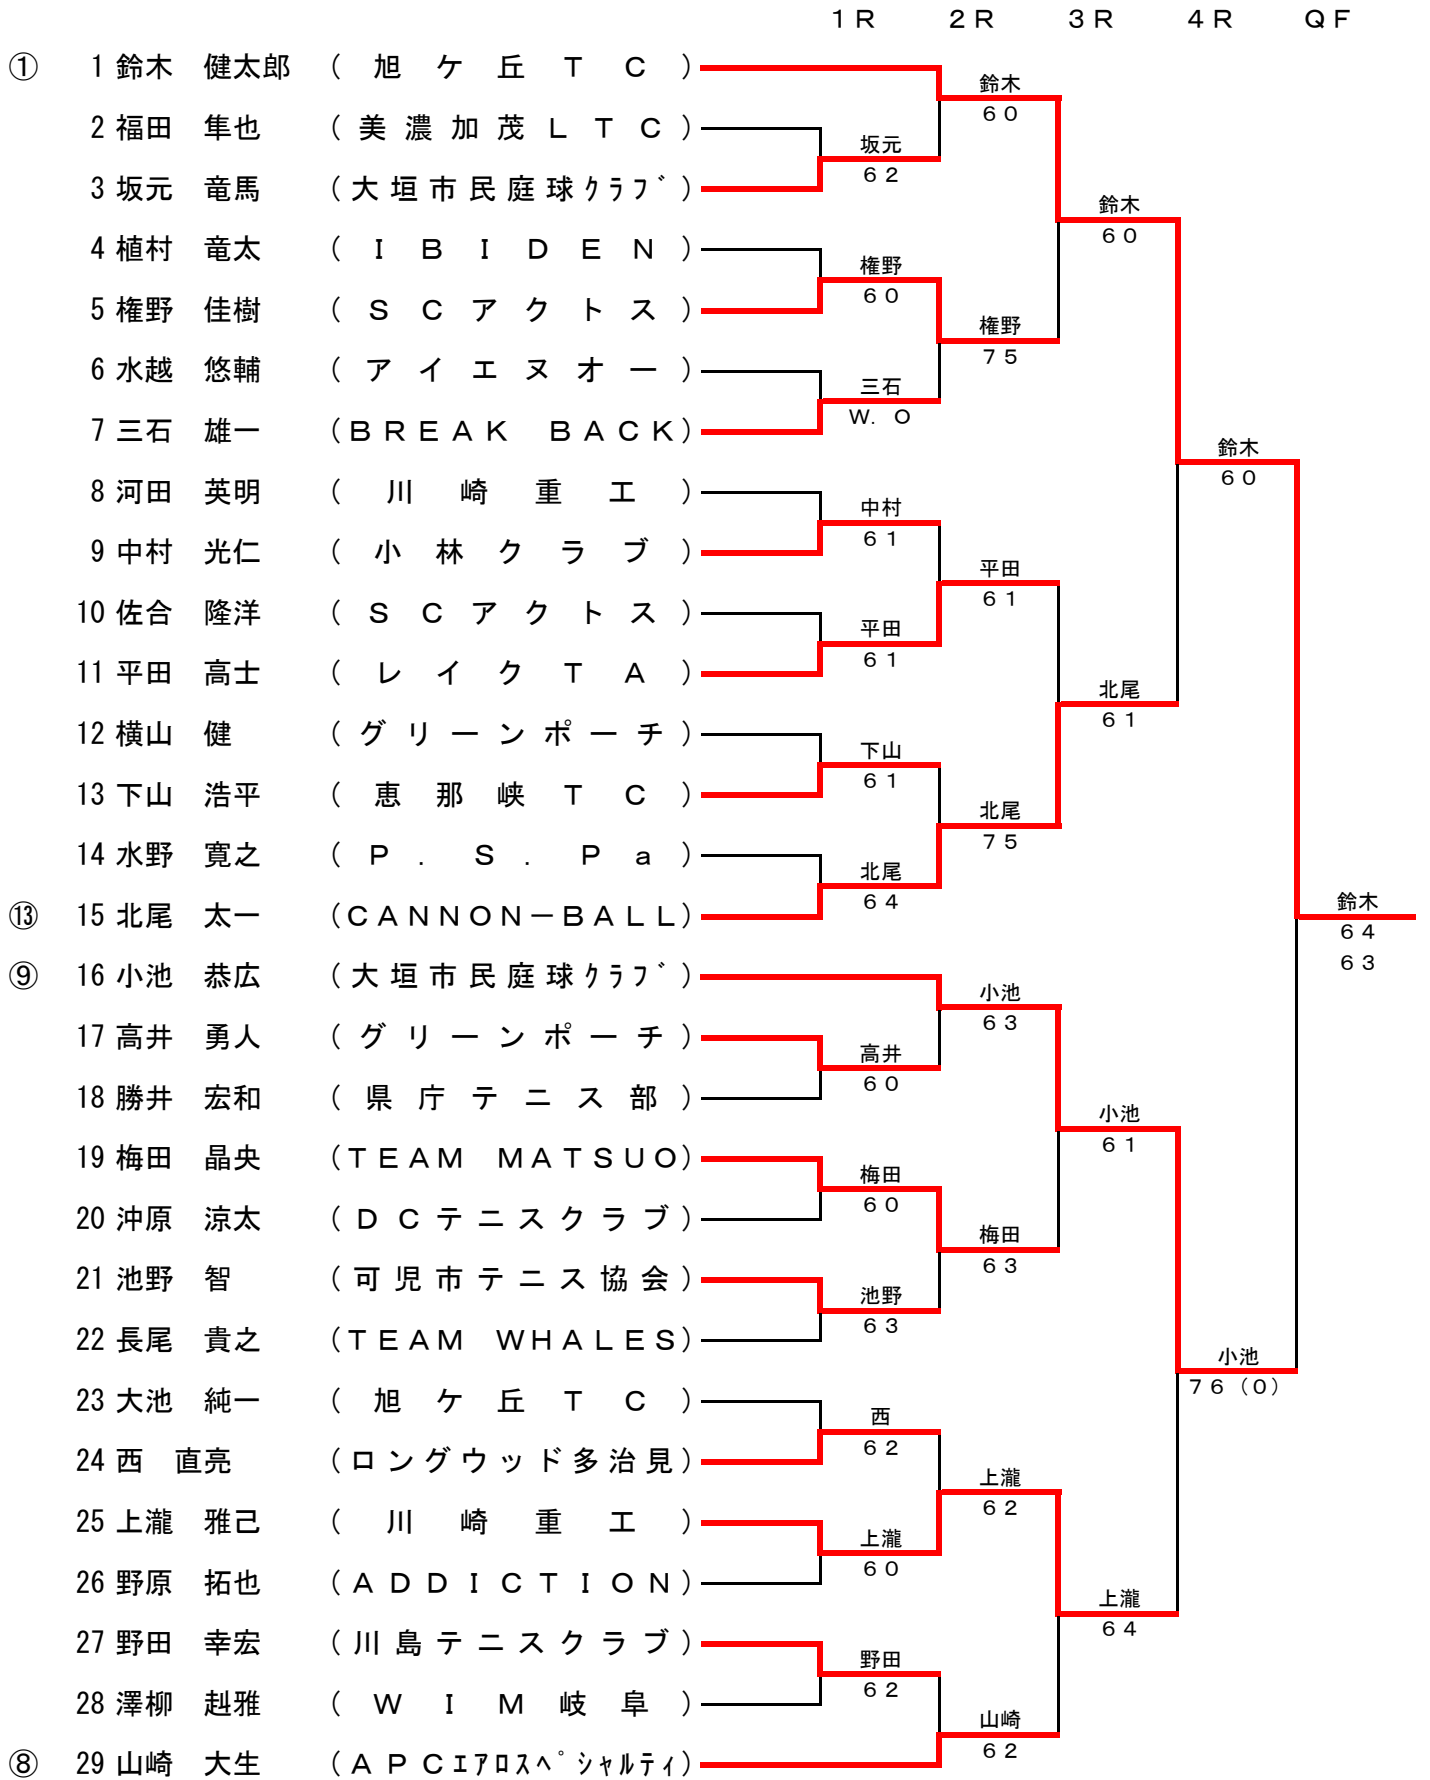 １Ｒ ２Ｒ ３Ｒ ４Ｒ ＱＦ
① 1 鈴木 健太郎 （旭ケ丘ＴＣ）
鈴木
６０
2 福田 隼也 （美濃加茂ＬＴＣ）
坂元
６２
3 坂元 竜馬 （大垣市民庭球ｸﾗﾌﾞ）
鈴木
６０
4 植村 竜太 （ＩＢＩＤＥＮ）
権野
６０
5 権野 佳樹 （ＳＣアクトス）
権野
７５
6 水越 悠輔 （アイエヌオー）
三石
Ｗ．Ｏ
7 三石 雄一 （ＢＲＥＡＫ ＢＡＣＫ）
鈴木
６０
8 河田 英明 （川崎重工）
中村
６１
9 中村 光仁 （小林クラブ）
平田
６１
10 佐合 隆洋 （ＳＣアクトス）
平田
６１
11 平田 高士 （レイクＴＡ）
北尾
６１
12 横山 健 （グリーンポーチ）
下山
６１
13 下山 浩平 （恵那峡ＴＣ）
北尾
７５
14 水野 寛之 （Ｐ．Ｓ．Ｐａ）
北尾
６４
⑬ 15 北尾 太一 （ＣＡＮＮＯＮ－ＢＡＬＬ）
鈴木
６４
６３
⑨ 16 小池 恭広 （大垣市民庭球ｸﾗﾌﾞ）
小池
６３
17 高井 勇人 （グリーンポーチ）
高井
６０
18 勝井 宏和 （県庁テニス部）
小池
６１
19 梅田 晶央 （ＴＥＡＭ ＭＡＴＳＵＯ）
梅田
６０
20 沖原 涼太 （ＤＣテニスクラブ）
梅田
６３
21 池野 智 （可児市テニス協会）
池野
６３
22 長尾 貴之 （ＴＥＡＭ ＷＨＡＬＥＳ）
小池
７６（０）
23 大池 純一 （旭ケ丘ＴＣ）
西
６２
24 西 直亮 （ロングウッド多治見）
上瀧
６２
25 上瀧 雅己 （川崎重工）
上瀧
６０
26 野原 拓也 （ＡＤＤＩＣＴＩＯＮ）
上瀧
６４
27 野田 幸宏 （川島テニスクラブ）
野田
６２
28 澤柳 赳雅 （ＷＩＭ岐阜）
山崎
６２
⑧ 29 山崎 大生 （ＡＰＣｴｱﾛｽﾍﾟｼｬﾙﾃｨ）